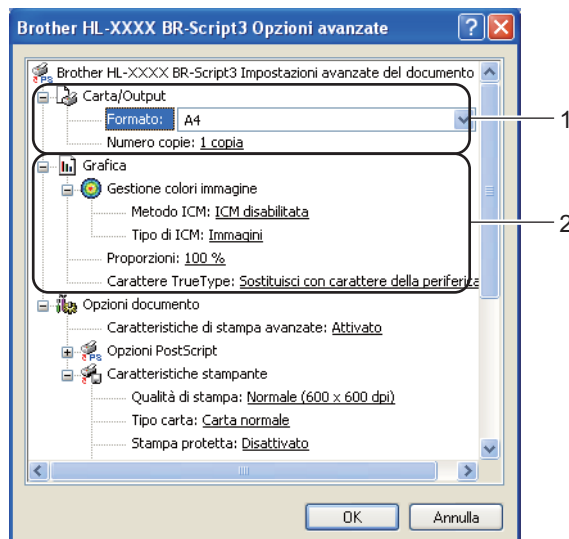 Brother HL-XXXX BR-Script3 Opzioni avanzate
Brother HL-XXXX BR-Script3 Impostazioni avanzate del documento
Carta/Output
Formato: A4
Numero copie: 1 copia
1
Grafica
Gestione colori immagine
Metodo ICM: ICM disabilitata
Tipo di ICM: Immagini
2
Proporzioni: 100 %
Carattere TrueType: Sostituisci con carattere della periferica
Opzioni documento
Caratteristiche di stampa avanzate: Attivato
PS Opzioni PostScript
Caratteristiche stampante
Qualità di stampa: Normale (600 x 600 dpi)
Tipo carta: Carta normale
Stampa protetta: Disattivato
OK Annulla